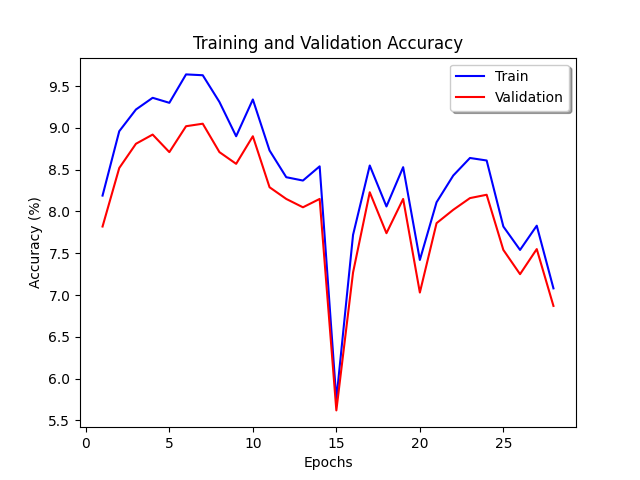 Training and Validation Accuracy
Train
Validation
Accuracy (%)
9.5
9.0
8.5
8.0
7.5
7.0
6.5
6.0
5.5
0 5 10 15 20 25
Epochs